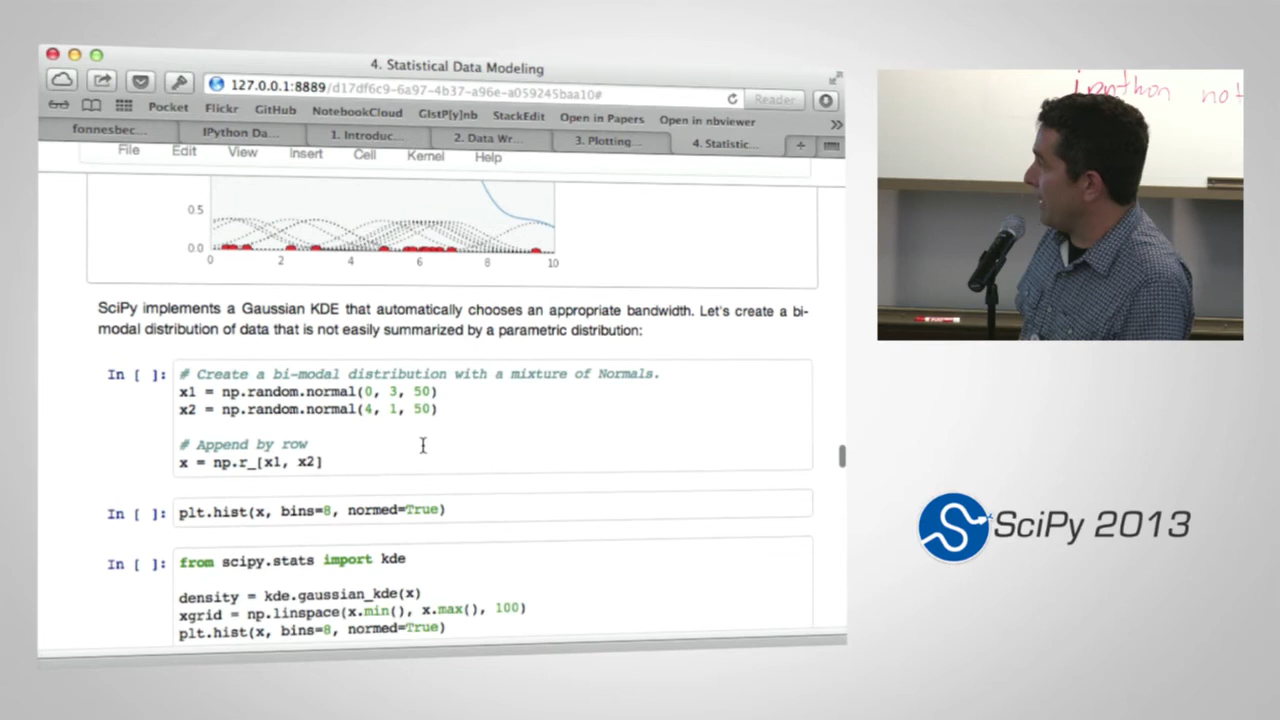 4. Statistical Data Modeling
127.0.0.1:8889/d17df6c9-6a97-4b37-a96e-a059245baa10#
Reader
Pocket Flickr GitHub NotebookCloud GIstP[y]nb StackEdit Open in Papers Open in nbviewer
fonnesbec... IPython Da... 1. Introduc... 2. Data Wr... 3. Plotting... 4. Statistic...
File Edit View Insert Cell Kernel Help
0.5
0.0
0 2 4 6 8 10
SciPy implements a Gaussian KDE that automatically chooses an appropriate bandwidth. Let's create a bi-
modal distribution of data that is not easily summarized by a parametric distribution:
In [ ]: # Create a bi-modal distribution with a mixture of Normals.
x1 = np.random.normal(0, 3, 50)
x2 = np.random.normal(4, 1, 50)
# Append by row
x = np.r_[x1, x2]
In [ ]: plt.hist(x, bins=8, normed=True)
In [ ]: from scipy.stats import kde
density = kde.gaussian_kde(x)
xgrid = np.linspace(x.min(), x.max(), 100)
plt.hist(x, bins=8, normed=True)
ipython not
SciPy 2013